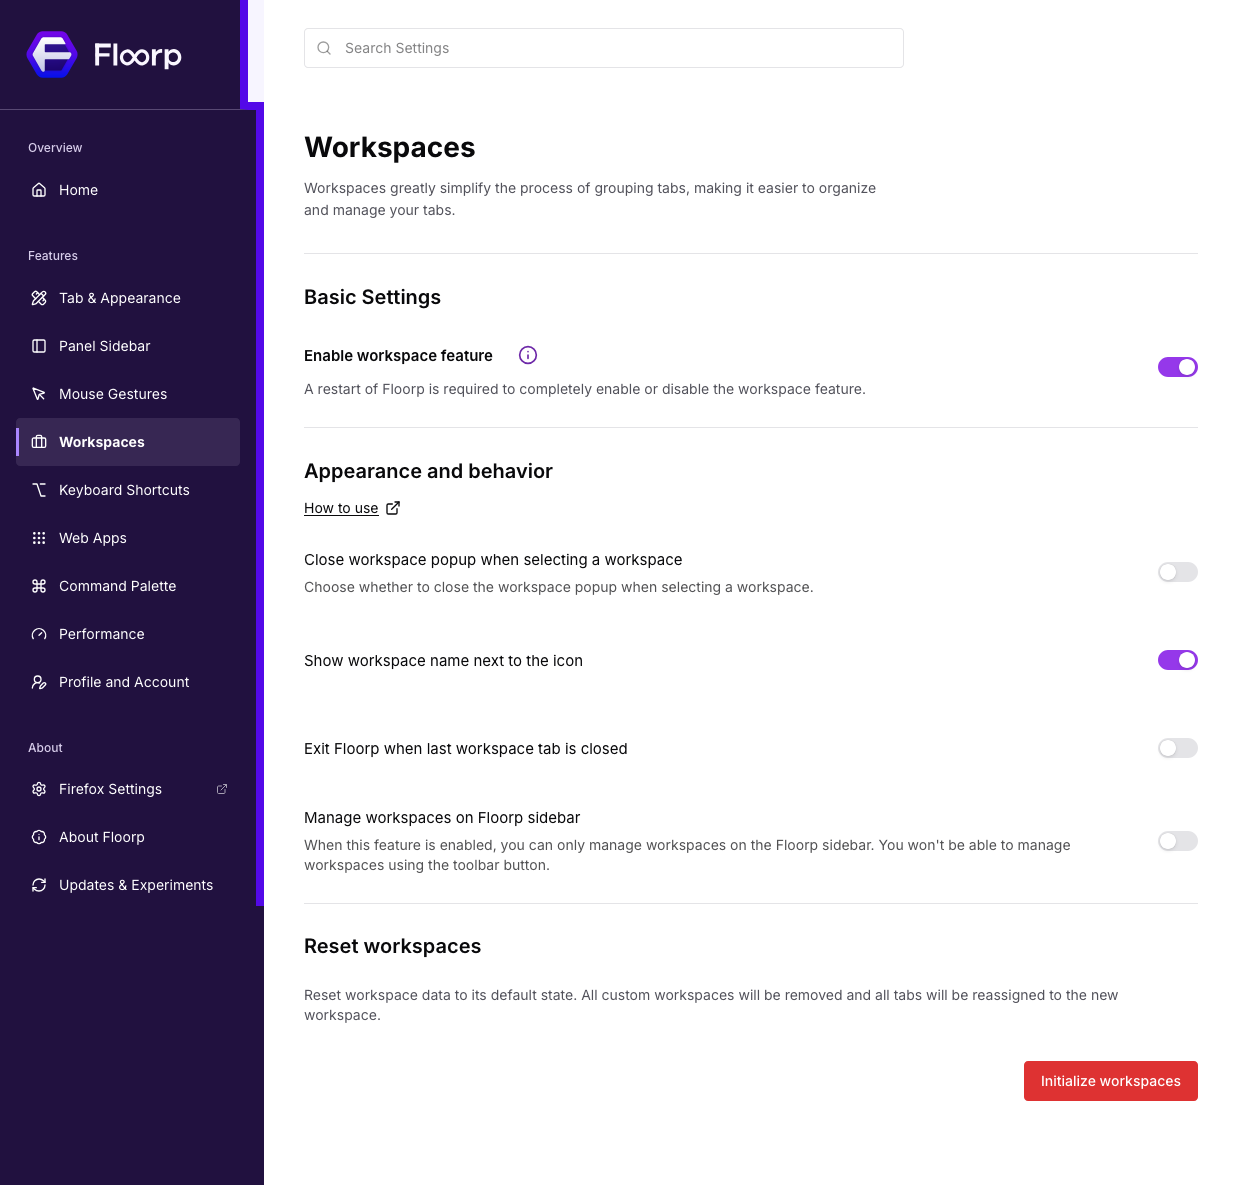 Floorp
Overview
Home
Features
Tab & Appearance
Panel Sidebar
Mouse Gestures
Workspaces
Keyboard Shortcuts
Web Apps
Command Palette
Performance
Profile and Account
About
Firefox Settings
About Floorp
Updates & Experiments
Search Settings
Workspaces
Workspaces greatly simplify the process of grouping tabs, making it easier to organize
and manage your tabs.
Basic Settings
Enable workspace feature
A restart of Floorp is required to completely enable or disable the workspace feature.
Appearance and behavior
How to use
Close workspace popup when selecting a workspace
Choose whether to close the workspace popup when selecting a workspace.
Show workspace name next to the icon
Exit Floorp when last workspace tab is closed
Manage workspaces on Floorp sidebar
When this feature is enabled, you can only manage workspaces on the Floorp sidebar. You won't be able to manage
workspaces using the toolbar button.
Reset workspaces
Reset workspace data to its default state. All custom workspaces will be removed and all tabs will be reassigned to the new
workspace.
Initialize workspaces